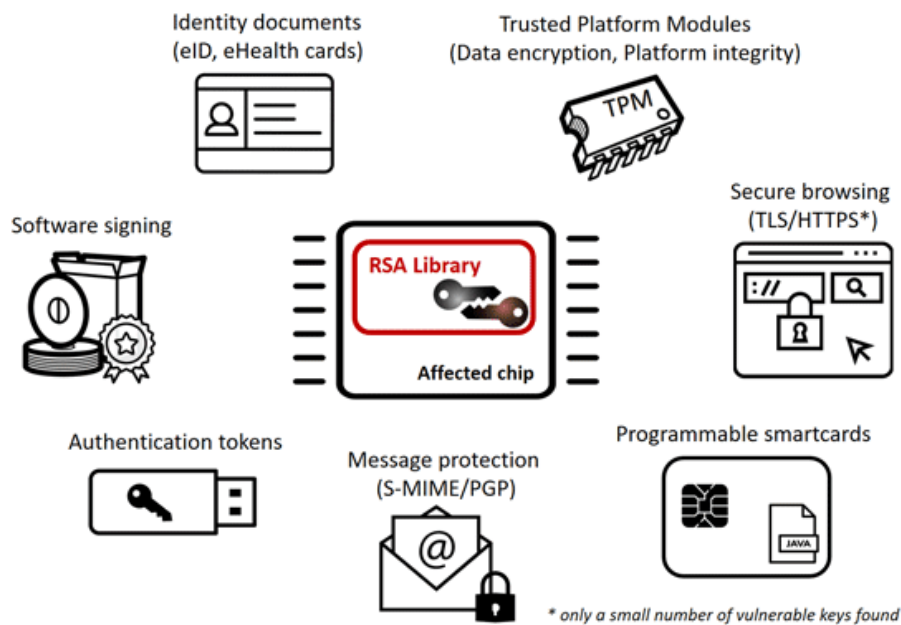 Identity documents
(eID, eHealth cards)
Trusted Platform Modules
(Data encryption, Platform integrity)
TPM
Secure browsing
(TLS/HTTPS*)
://
Software signing
RSA Library
Affected chip
Authentication tokens
Message protection
(S-MIME/PGP)
@
Programmable smartcards
JAVA
* only a small number of vulnerable keys found